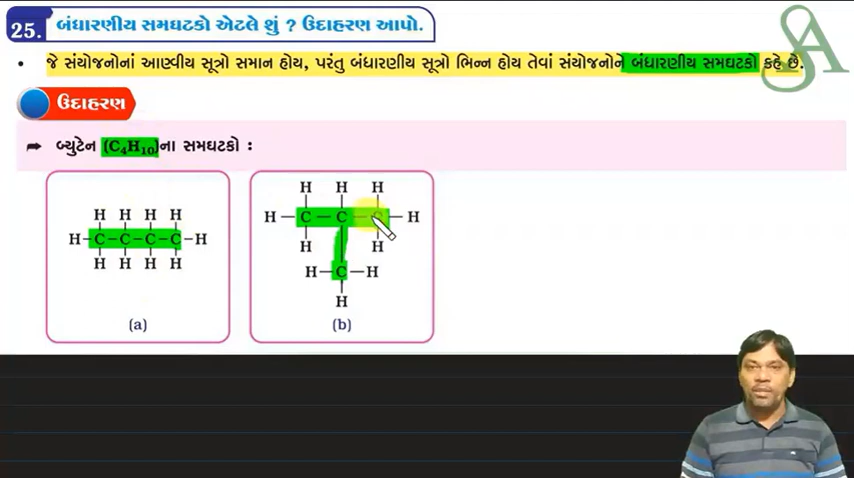 25. બંધારણીય સમઘટકો એટલે શું ? ઉદાહરણ આપો.
• જે સંયોજનોનાં આણ્વીય સૂત્રો સમાન હોય, પરંતુ બંધારણીય સૂત્રો ભિન્ન હોય તેવાં સંયોજનોને બંધારણીય સમઘટકો કહે છે.
ઉદાહરણ
➡ બ્યુટેન (C₄H₁₀)ના સમઘટકો :
H H H H
H–C–C–C–C–H
H H H H
(a)
H H H
H–C–C– –H
H H
H–C–H
H
(b)